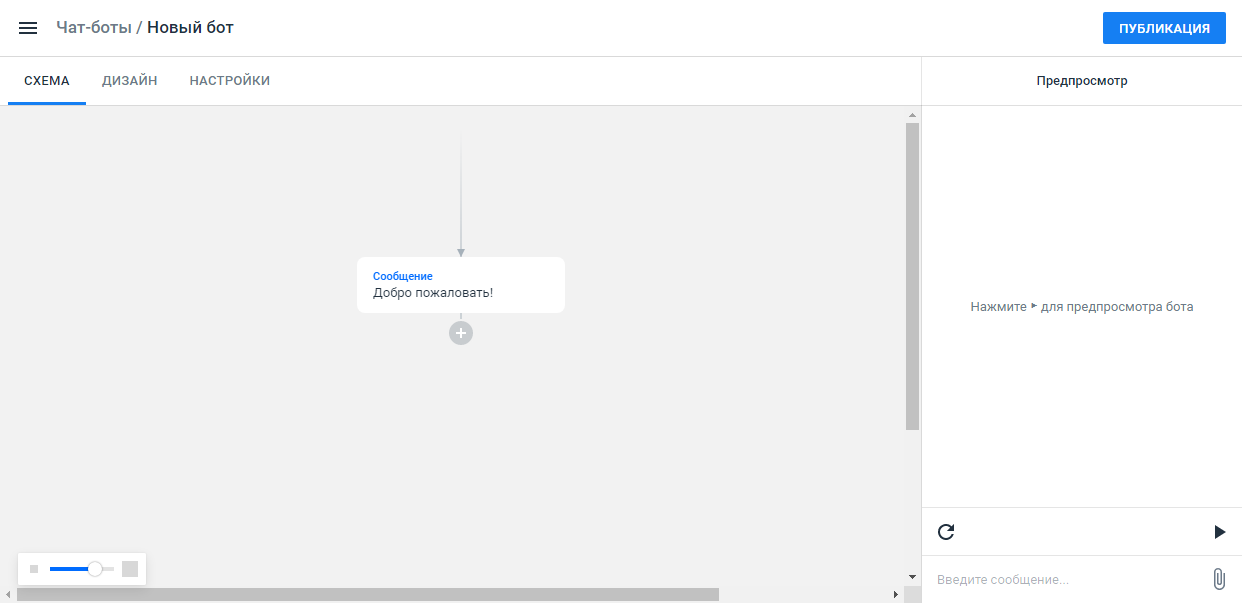 Чат-боты / Новый бот
ПУБЛИКАЦИЯ
СХЕМА ДИЗАЙН НАСТРОЙКИ
Предпросмотр
Сообщение
Добро пожаловать!
Нажмите ▸ для предпросмотра бота
Введите сообщение...